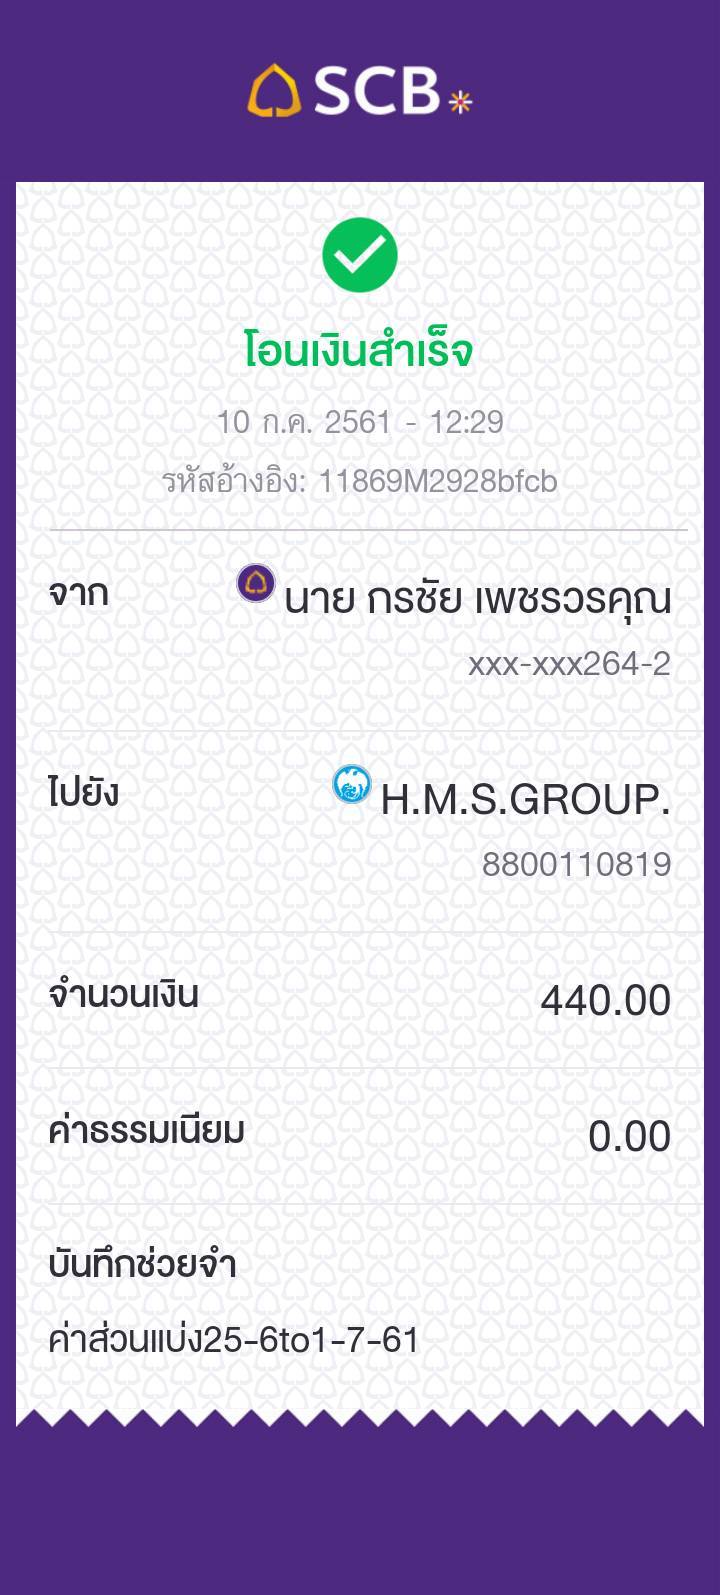 SCB
โอนเงินสำเร็จ
10 ก.ค. 2561 - 12:29
รหัสอ้างอิง: 11869M2928bfcb
จาก
นาย กรชัย เพชรวรคุณ
xxx-xxx264-2
ไปยัง
H.M.S.GROUP.
8800110819
จำนวนเงิน
440.00
ค่าธรรมเนียม
0.00
บันทึกช่วยจำ
ค่าส่วนแบ่ง25-6to1-7-61